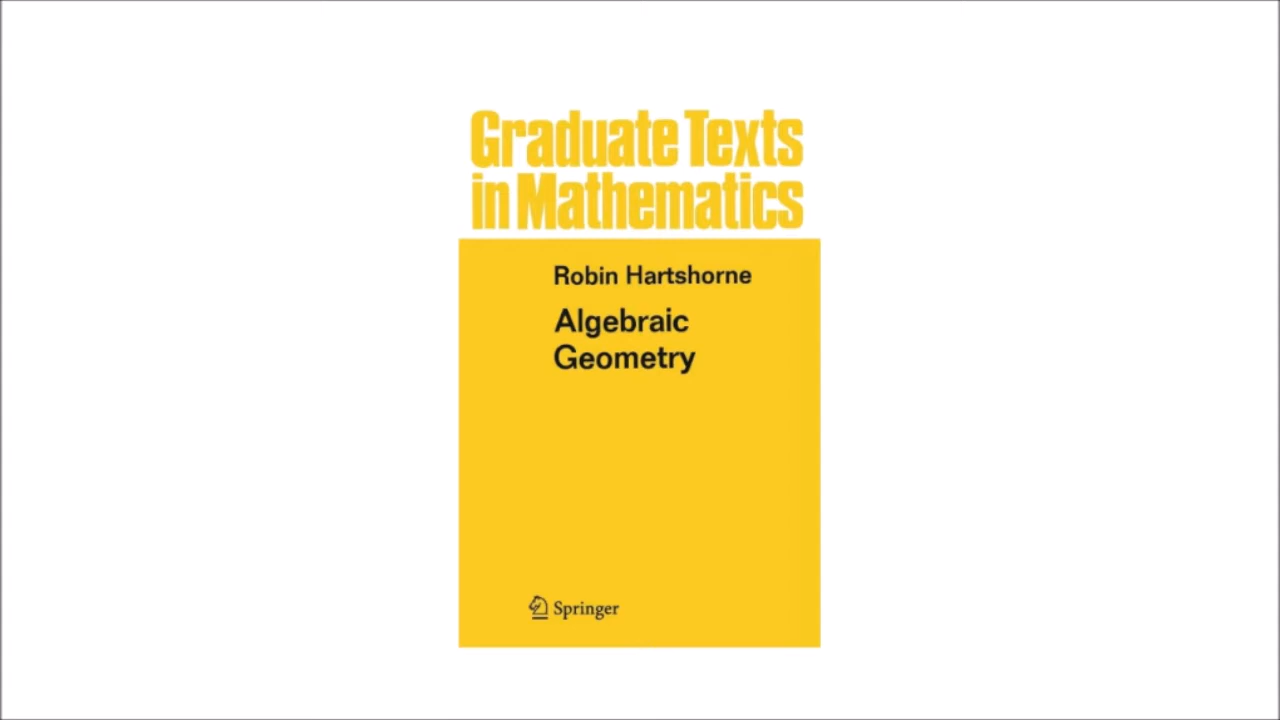 Graduate Texts
in Mathematics
Robin Hartshorne
Algebraic
Geometry
Springer